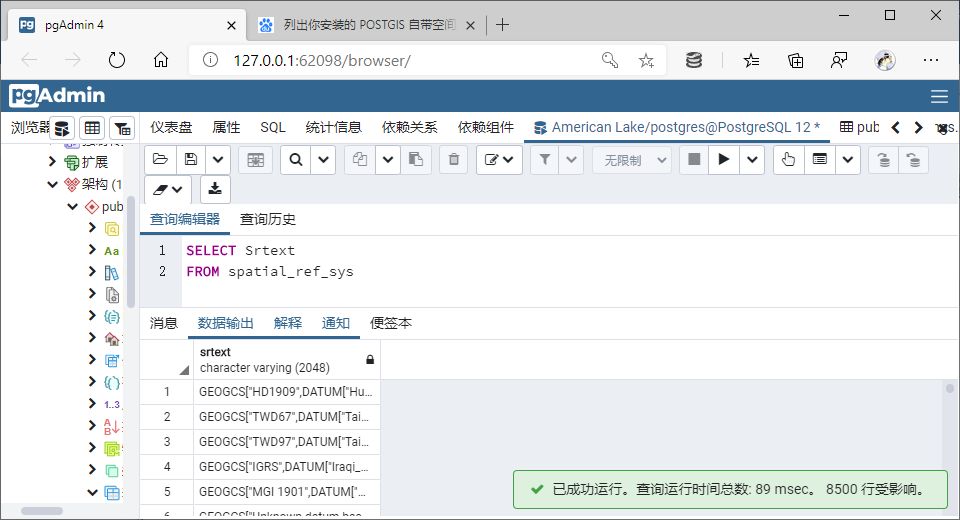 pgAdmin 4
列出你安装的 POSTGIS 自带空间
127.0.0.1:62098/browser/
pgAdmin
浏览器
仪表盘 属性 SQL 统计信息 依赖关系 依赖组件 American Lake/postgres@PostgreSQL 12 * pub
扩展
架构 (1
pub
Aa
1..3
无限制
查询编辑器 查询历史
1 SELECT Srtext
2 FROM spatial_ref_sys
消息 数据输出 解释 通知 便签本
srtext
character varying (2048)
1 GEOGCS["HD1909",DATUM["Hu...
2 GEOGCS["TWD67",DATUM["Tai...
3 GEOGCS["TWD97",DATUM["Tai...
4 GEOGCS["IGRS",DATUM["Iraqi_...
5 GEOGCS["MGI 1901",DATUM["...
6 GEOGCS["Unknown datum bas...
已成功运行。查询运行时间总数: 89 msec。 8500 行受影响。